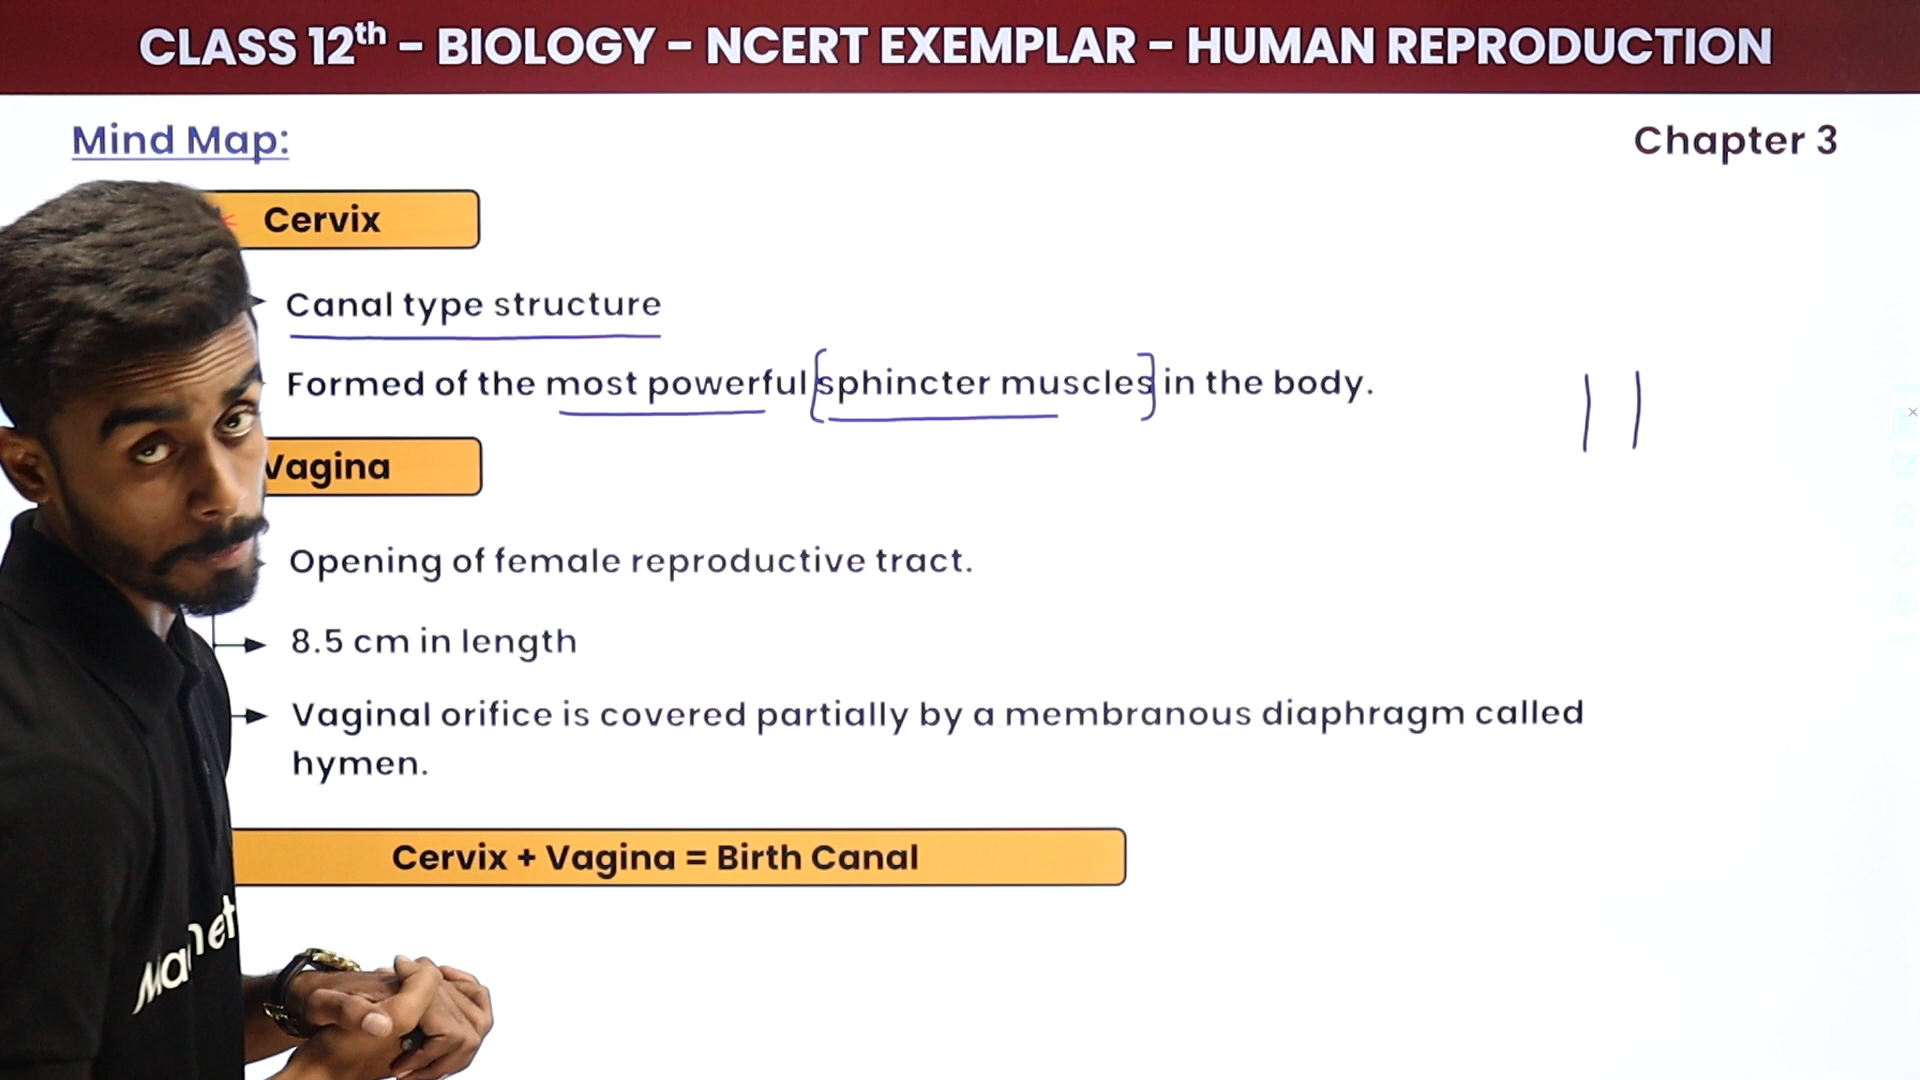 CLASS 12th – BIOLOGY – NCERT EXEMPLAR – HUMAN REPRODUCTION
Mind Map:
Chapter 3
Cervix
Canal type structure
Formed of the most powerful [sphincter muscles] in the body.
Vagina
Opening of female reproductive tract.
8.5 cm in length
Vaginal orifice is covered partially by a membranous diaphragm called
hymen.
Cervix + Vagina = Birth Canal